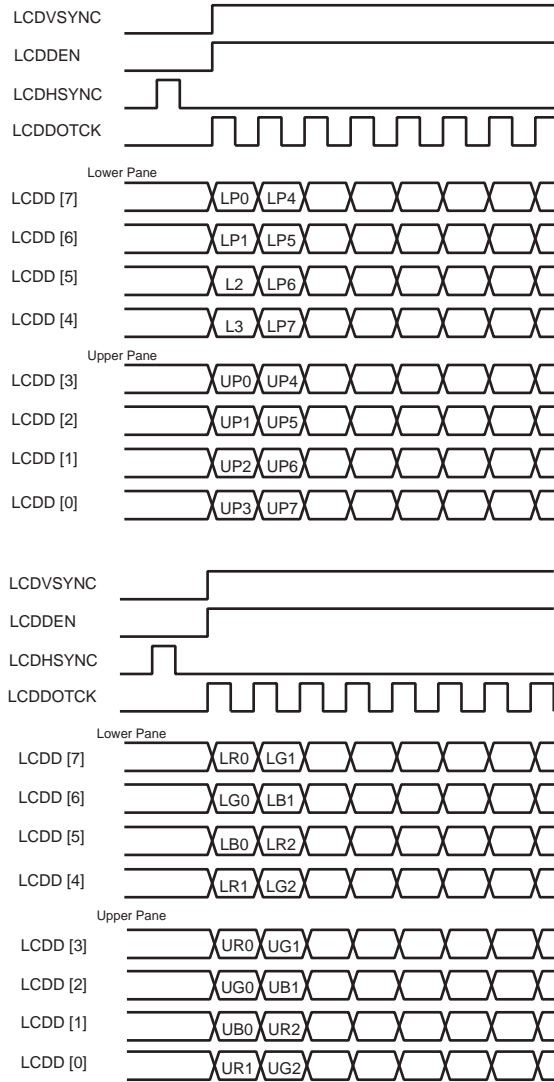 LCDVSYNC
LCDDEN
LCDHSYNC
LCDDOTCK
Lower Pane
LCDD [7] LP0 LP4
LCDD [6] LP1 LP5
LCDD [5] L2 LP6
LCDD [4] L3 LP7
Upper Pane
LCDD [3] UP0 UP4
LCDD [2] UP1 UP5
LCDD [1] UP2 UP6
LCDD [0] UP3 UP7
LCDVSYNC
LCDDEN
LCDHSYNC
LCDDOTCK
Lower Pane
LCDD [7] LR0 LG1
LCDD [6] LG0 LB1
LCDD [5] LB0 LR2
LCDD [4] LR1 LG2
Upper Pane
LCDD [3] UR0 UG1
LCDD [2] UG0 UB1
LCDD [1] UB0 UR2
LCDD [0] UR1 UG2